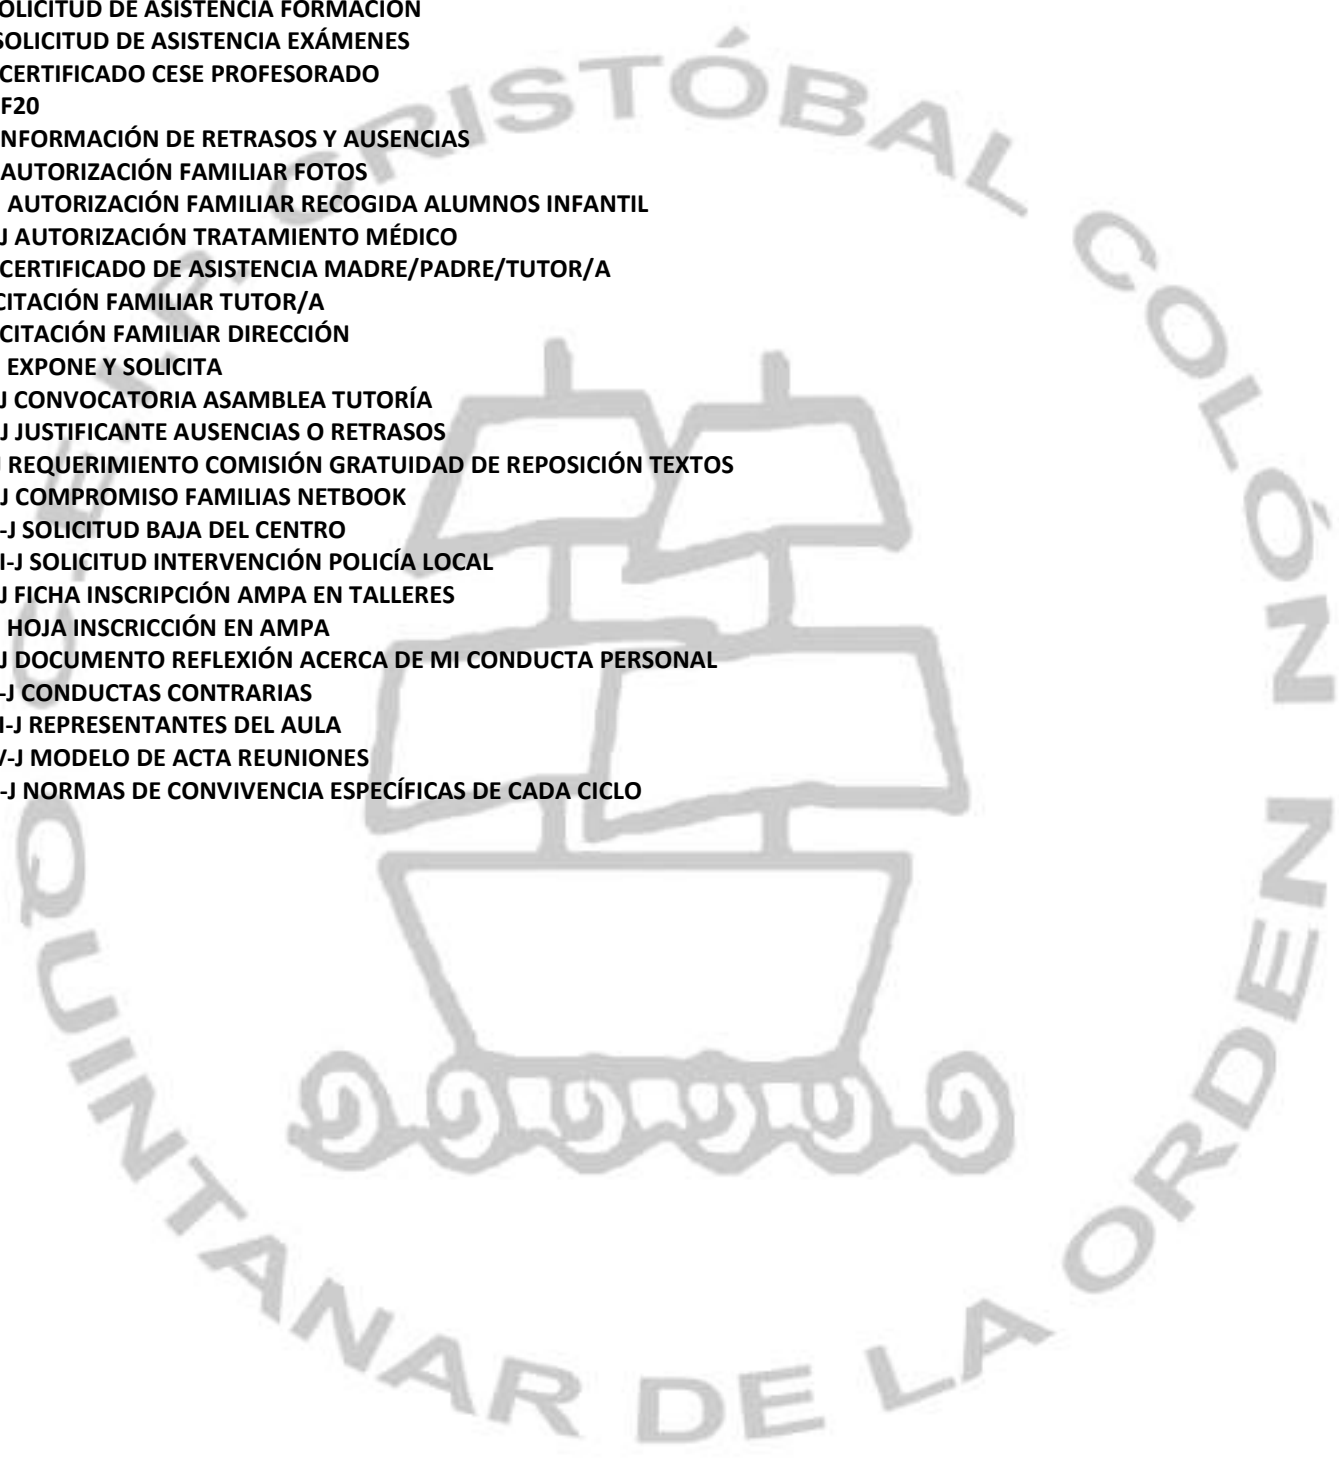 OLICITUD DE ASISTENCIA FORMACIÓN
SOLICITUD DE ASISTENCIA EXÁMENES
CERTIFICADO CESE PROFESORADO
F20
NFORMACIÓN DE RETRASOS Y AUSENCIAS
AUTORIZACIÓN FAMILIAR FOTOS
AUTORIZACIÓN FAMILIAR RECOGIDA ALUMNOS INFANTIL
J AUTORIZACIÓN TRATAMIENTO MÉDICO
CERTIFICADO DE ASISTENCIA MADRE/PADRE/TUTOR/A
CITACIÓN FAMILIAR TUTOR/A
CITACIÓN FAMILIAR DIRECCIÓN
EXPONE Y SOLICITA
J CONVOCATORIA ASAMBLEA TUTORÍA
J JUSTIFICANTE AUSENCIAS O RETRASOS
REQUERIMIENTO COMISIÓN GRATUIDAD DE REPOSICIÓN TEXTOS
J COMPROMISO FAMILIAS NETBOOK
-J SOLICITUD BAJA DEL CENTRO
I-J SOLICITUD INTERVENCIÓN POLICÍA LOCAL
J FICHA INSCRIPCIÓN AMPA EN TALLERES
HOJA INSCRICCIÓN EN AMPA
J DOCUMENTO REFLEXIÓN ACERCA DE MI CONDUCTA PERSONAL
-J CONDUCTAS CONTRARIAS
I-J REPRESENTANTES DEL AULA
V-J MODELO DE ACTA REUNIONES
-J NORMAS DE CONVIVENCIA ESPECÍFICAS DE CADA CICLO
C.E.I.P. CRISTÓBAL COLÓN
QUINTANAR DE LA ORDEN